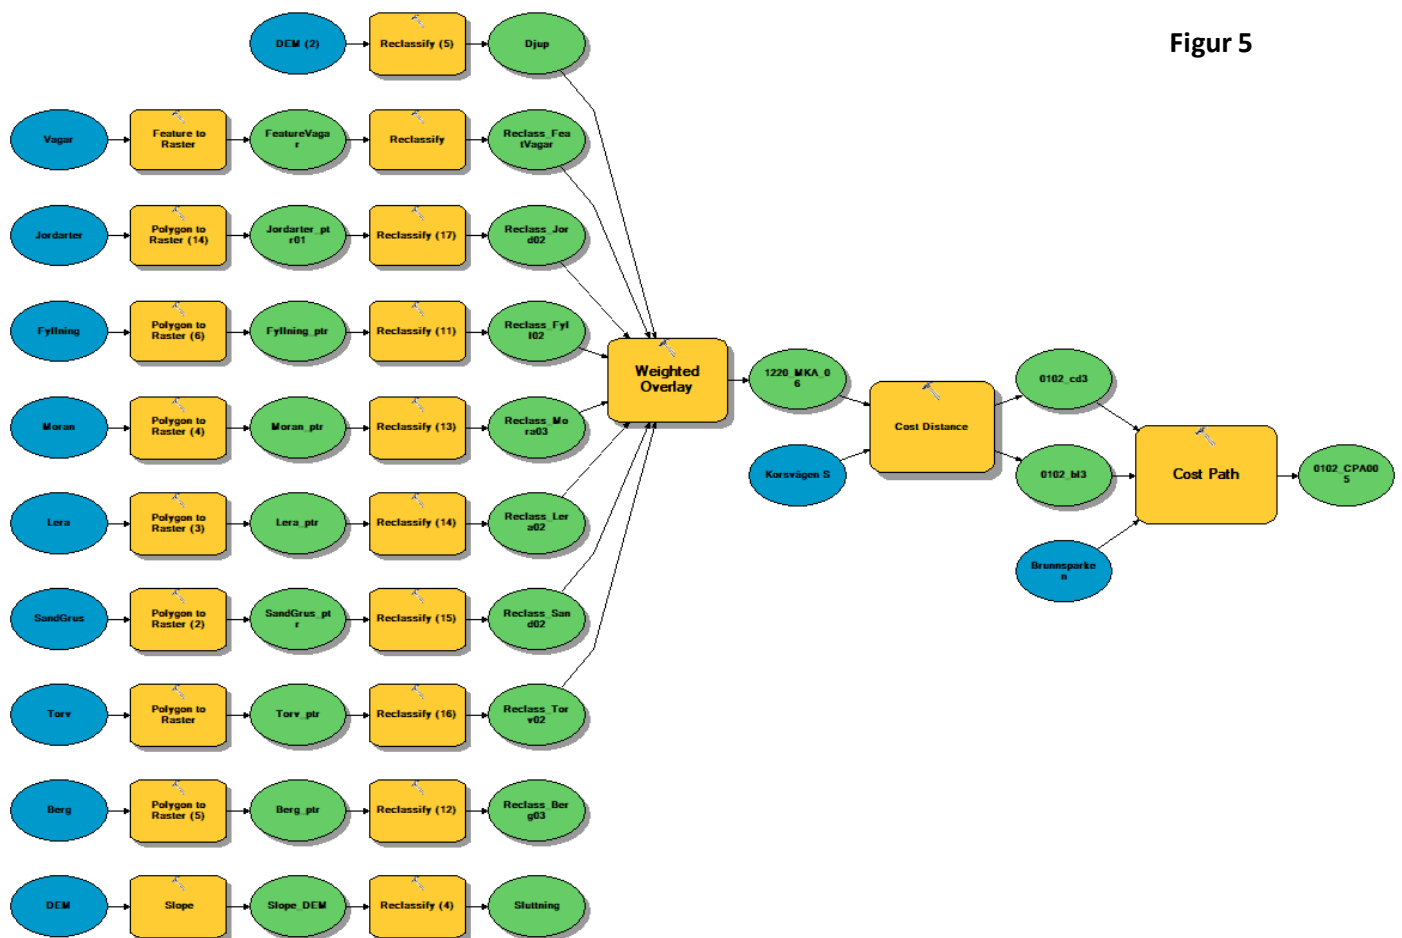 Figur 5
DEM (2)
Reclassify (5)
Djup
Vagar
Feature to
Raster
FeatureVaga
r
Reclassify
Reclass_Fea
tVagar
Jordarter
Polygon to
Raster (14)
Jordarter_pt
r01
Reclassify (17)
Reclass_Jor
d02
Fyllning
Polygon to
Raster (6)
Fyllning_ptr
Reclassify (11)
Reclass_Fyl
l02
Weighted
Overlay
1220_MKA_0
6
0102_cd3
Moran
Polygon to
Raster (4)
Moran_ptr
Reclassify (13)
Reclass_Mo
ra03
Cost Distance
Korsvägen S
0102_bl3
Cost Path
0102_CPA00
5
Lera
Polygon to
Raster (3)
Lera_ptr
Reclassify (14)
Reclass_Ler
a02
Brunnsparke
n
SandGrus
Polygon to
Raster (2)
SandGrus_pt
r
Reclassify (15)
Reclass_San
d02
Torv
Polygon to
Raster
Torv_ptr
Reclassify (16)
Reclass_Tor
v02
Berg
Polygon to
Raster (5)
Berg_ptr
Reclassify (12)
Reclass_Ber
g03
DEM
Slope
Slope_DEM
Reclassify (4)
Sluttning